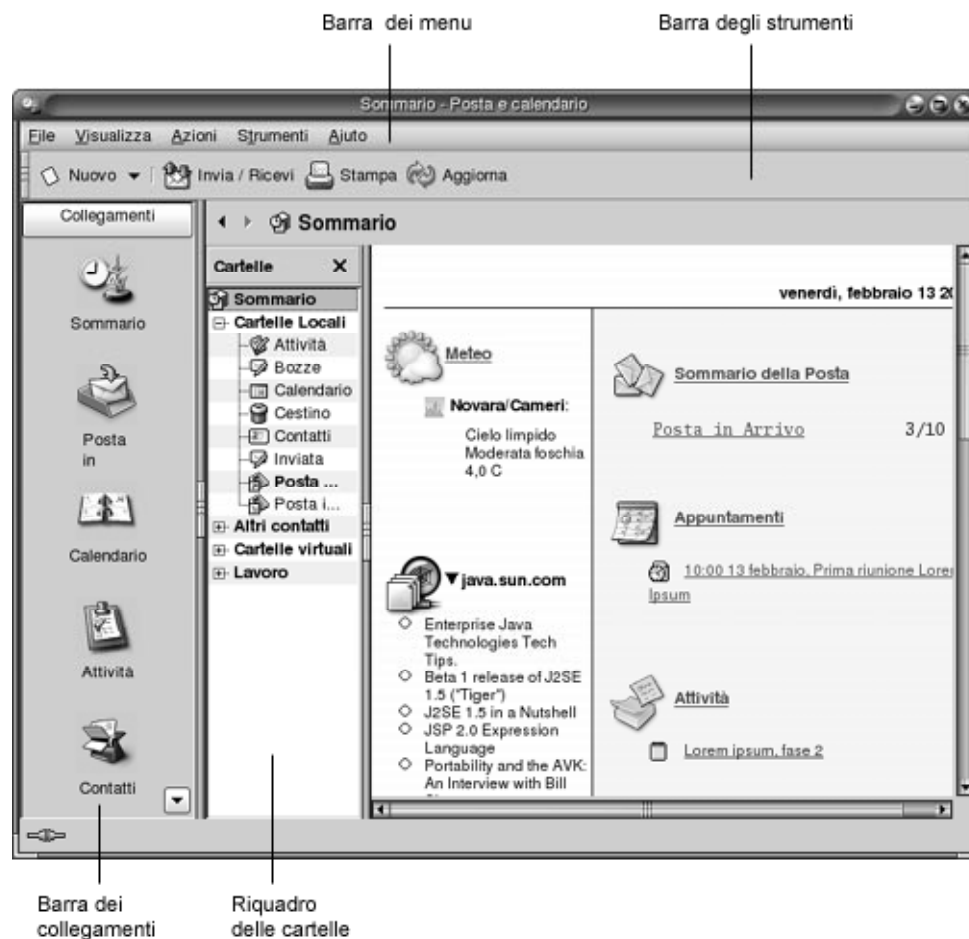 Barra dei menu
Barra degli strumenti
Sommario - Posta e calendario
File Visualizza Azioni Strumenti Aiuto
Nuovo Invia / Ricevi Stampa Aggiorna
Collegamenti
Sommario
Posta
in
Calendario
Attività
Contatti
Sommario
Cartelle X
Sommario
Cartelle Locali
Attività
Bozze
Calendario
Cestino
Contatti
Inviata
Posta ...
Posta i...
Altri contatti
Cartelle virtuali
Lavoro
venerdì, febbraio 13 20
Meteo
Novara/Cameri:
Cielo limpido
Moderata foschia
4,0 C
java.sun.com
Enterprise Java
Technologies Tech
Tips.
Beta 1 release of J2SE
1.5 ("Tiger")
J2SE 1.5 in a Nutshell
JSP 2.0 Expression
Language
Portability and the AVK:
An Interview with Bill
Sommario della Posta
Posta in Arrivo 3/10
Appuntamenti
10:00 13 febbraio, Prima riunione Lorem
Ipsum
Attività
Lorem ipsum, fase 2
Barra dei
collegamenti
Riquadro
delle cartelle